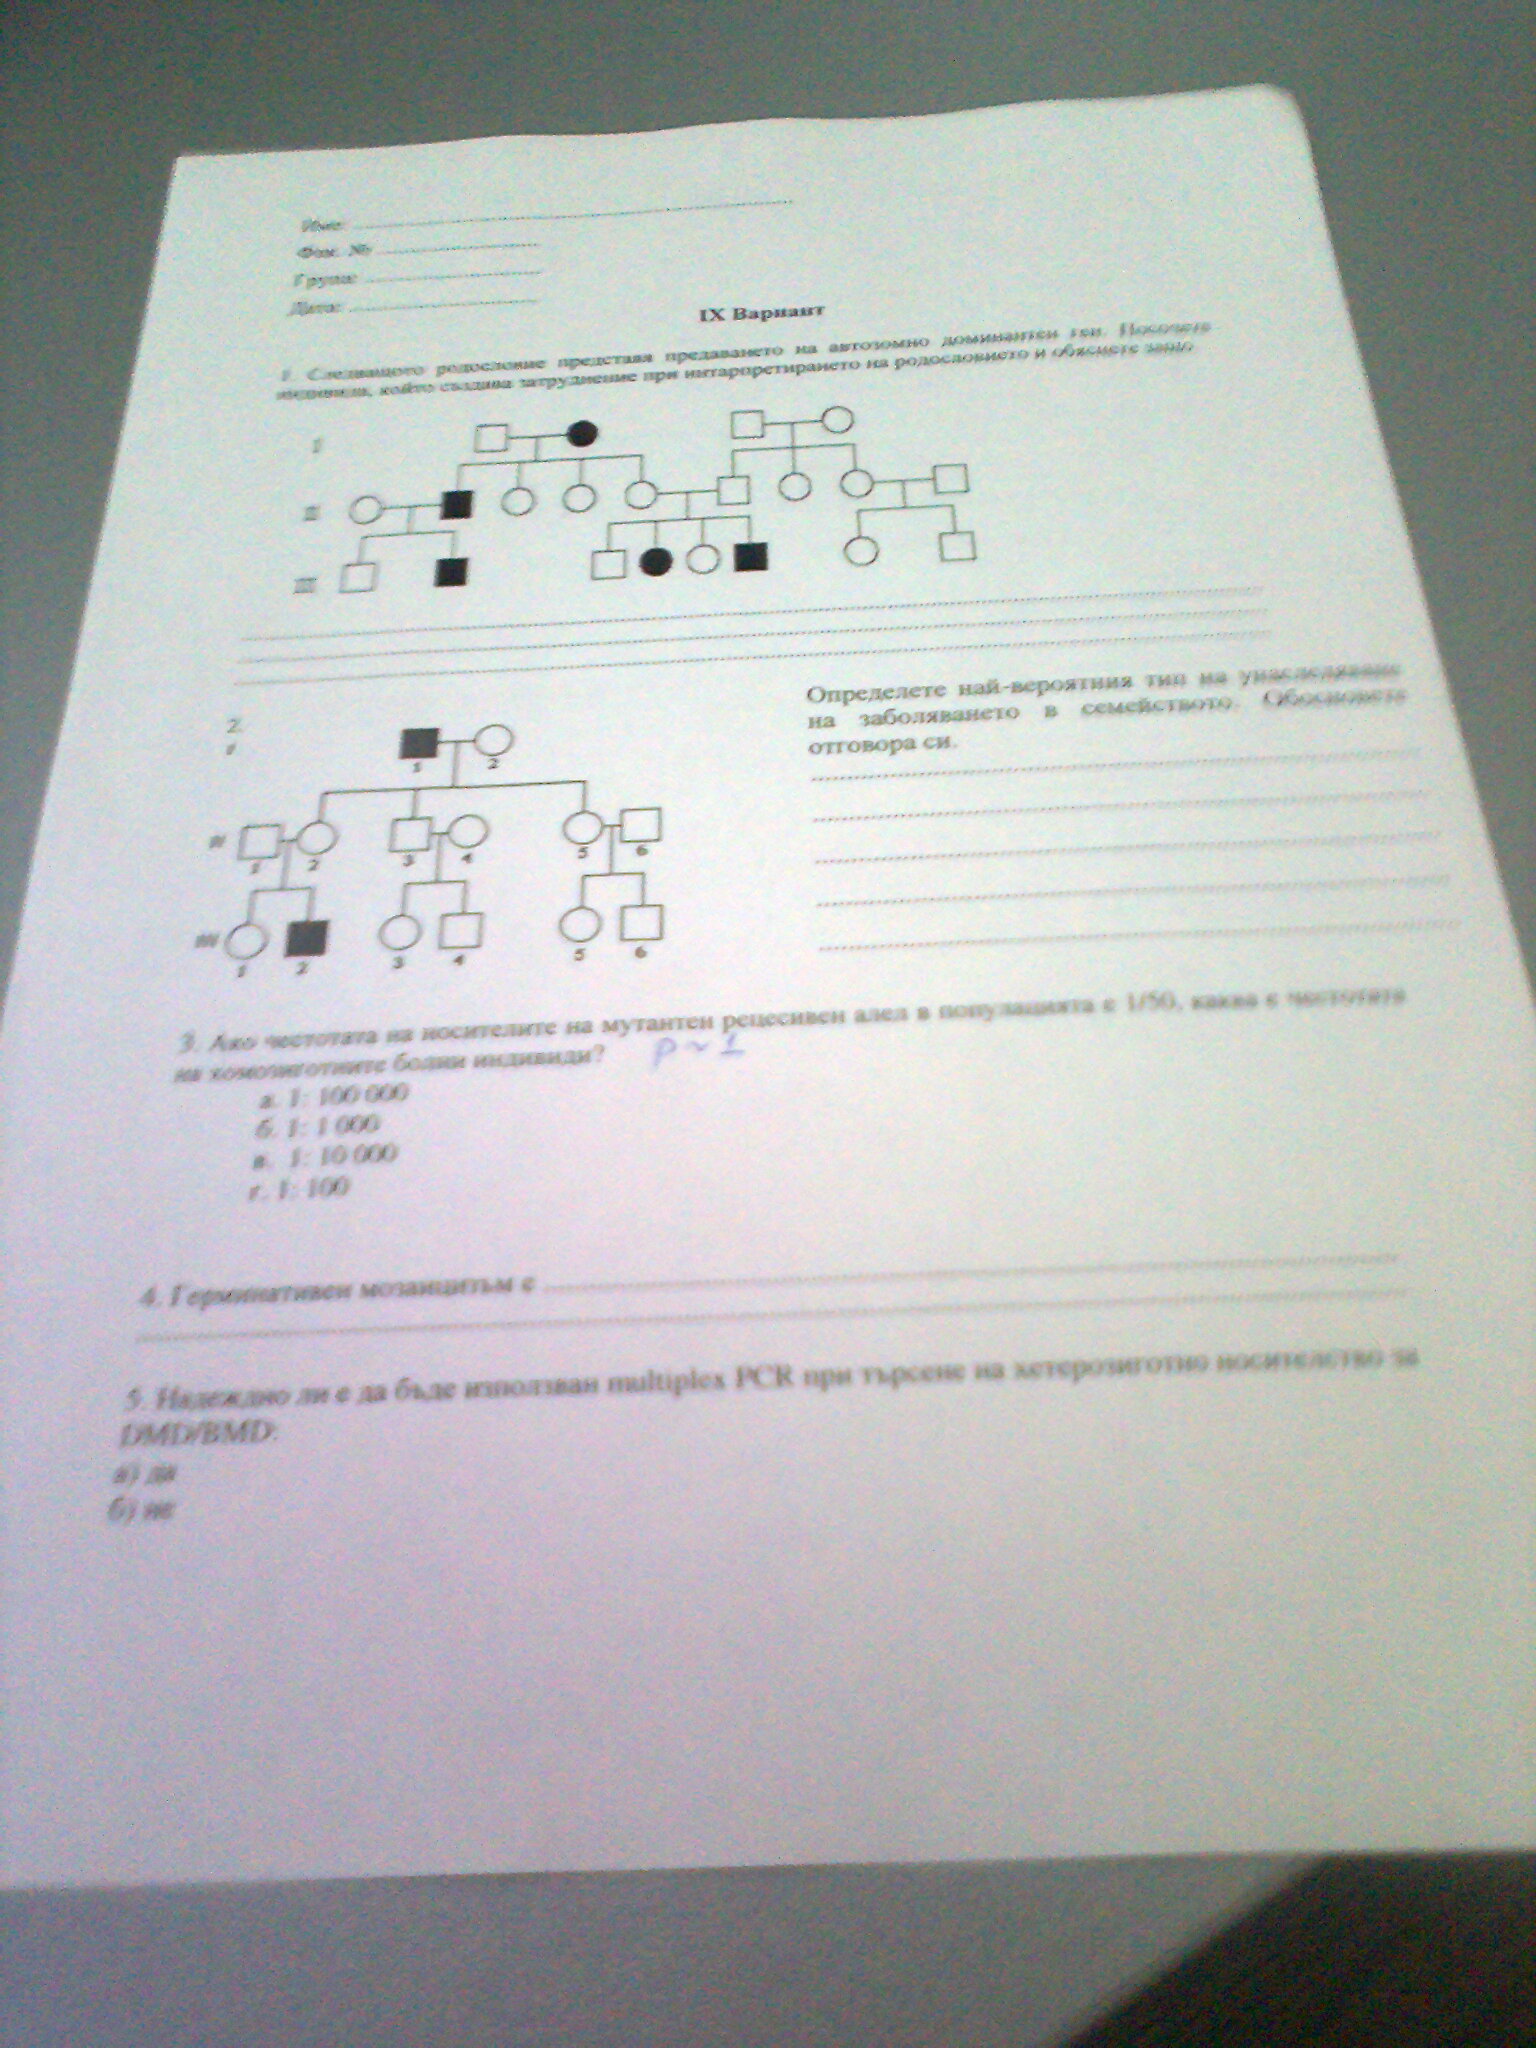 Име: ........................
Фак. № ........................
Група: ........................
Дата: ........................
IX Вариант
1. Следващото родословие представя предаването на автозомно доминантен ген. Посочете
индивида, който създава затруднение при интарпретирането на родословието и обяснете защо.
I
II
III
2.
Определете най-вероятния тип на унаследяване
на заболяването в семейството. Обосновете
отговора си.
I
1 2
II
1 2 3 4 5 6
III
1 2 3 4 5 6
3. Ако честотата на носителите на мутантен рецесивен алел в популацията е 1/50, каква е честотата
на хомозиготните болни индивиди? p ~ 1
а. 1: 100 000
б. 1: 1 000
в. 1: 10 000
г. 1: 100
4. Герминативен мозаицитъм е ........................
5. Надеждно ли е да бъде използван multiplex PCR при търсене на хетерозиготно носителство за
DMD/BMD:
а) да
б) не